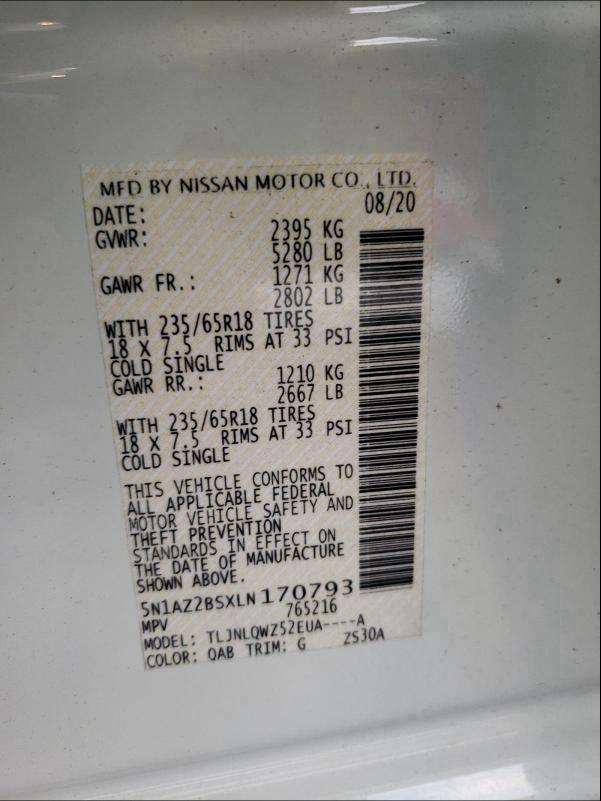 MFD BY NISSAN MOTOR CO., LTD.
DATE: 08/20
GVWR: 2395 KG
5280 LB
GAWR FR.: 1271 KG
2802 LB
WITH 235/65R18 TIRES
18 X 7.5 RIMS AT 33 PSI
COLD SINGLE
GAWR RR.: 1210 KG
2667 LB
WITH 235/65R18 TIRES
18 X 7.5 RIMS AT 33 PSI
COLD SINGLE
THIS VEHICLE CONFORMS TO
ALL APPLICABLE FEDERAL
MOTOR VEHICLE SAFETY AND
THEFT PREVENTION
STANDARDS IN EFFECT ON
THE DATE OF MANUFACTURE
SHOWN ABOVE.
5N1AZ2BSXLN170793
MPV 765216
MODEL: TLJNLQWZ52EUA----A
COLOR: QAB TRIM: G ZS30A